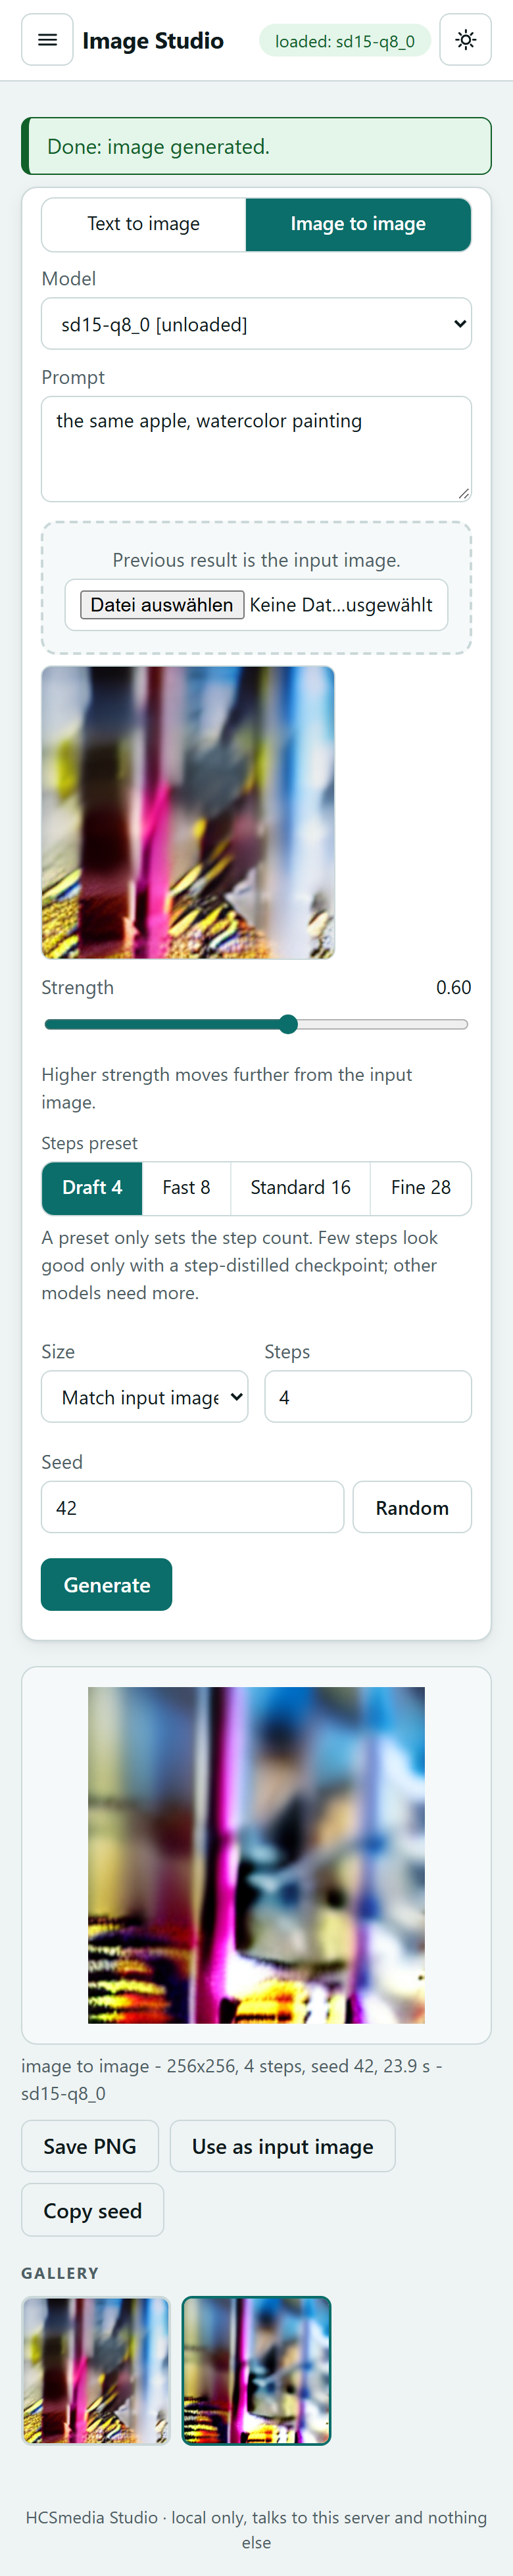 Image Studio
loaded: sd15-q8_0
Done: image generated.
Text to image
Image to image
Model
sd15-q8_0 [unloaded]
Prompt
the same apple, watercolor painting
Previous result is the input image.
Datei auswählen Keine Dat...usgewählt
Strength
0.60
Higher strength moves further from the input
image.
Steps preset
Draft 4
Fast 8
Standard 16
Fine 28
A preset only sets the step count. Few steps look
good only with a step-distilled checkpoint; other
models need more.
Size
Steps
Match input image
4
Seed
42
Random
Generate
image to image - 256x256, 4 steps, seed 42, 23.9 s -
sd15-q8_0
Save PNG
Use as input image
Copy seed
GALLERY
HCSmedia Studio · local only, talks to this server and nothing
else